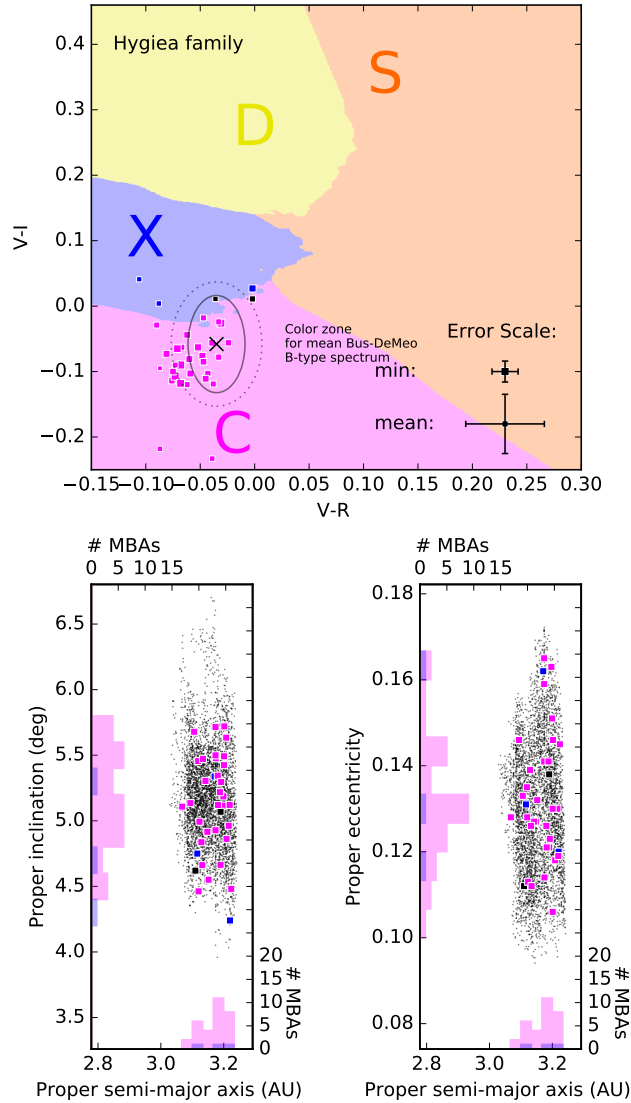 Hygiea family
S
D
X
C
V-I
0.4
0.3
0.2
0.1
0.0
−0.1
−0.2
Color zone
for mean Bus-DeMeo
B-type spectrum
Error Scale:
min:
mean:
−0.15 −0.10 −0.05 0.00 0.05 0.10 0.15 0.20 0.25 0.30
V-R
# MBAs
0 5 10 15
Proper inclination (deg)
6.5
6.0
5.5
5.0
4.5
4.0
3.5
20
15
10
5
0
# MBAs
2.8 3.0 3.2
Proper semi-major axis (AU)
# MBAs
0 5 10 15
Proper eccentricity
0.18
0.16
0.14
0.12
0.10
0.08
20
15
10
5
0
# MBAs
2.8 3.0 3.2
Proper semi-major axis (AU)